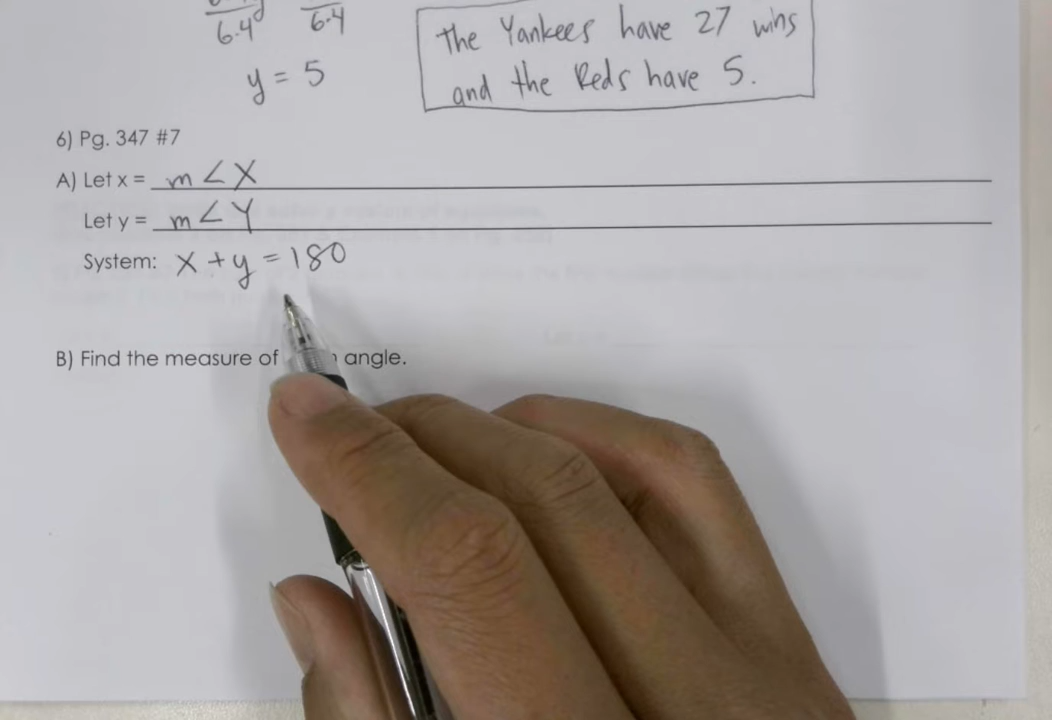 6.4 6.4
y = 5
The Yankees have 27 wins
and the Reds have 5.
6) Pg. 347 #7
A) Let x = m∠X
Let y = m∠Y
System: x + y = 180
B) Find the measure of angle.